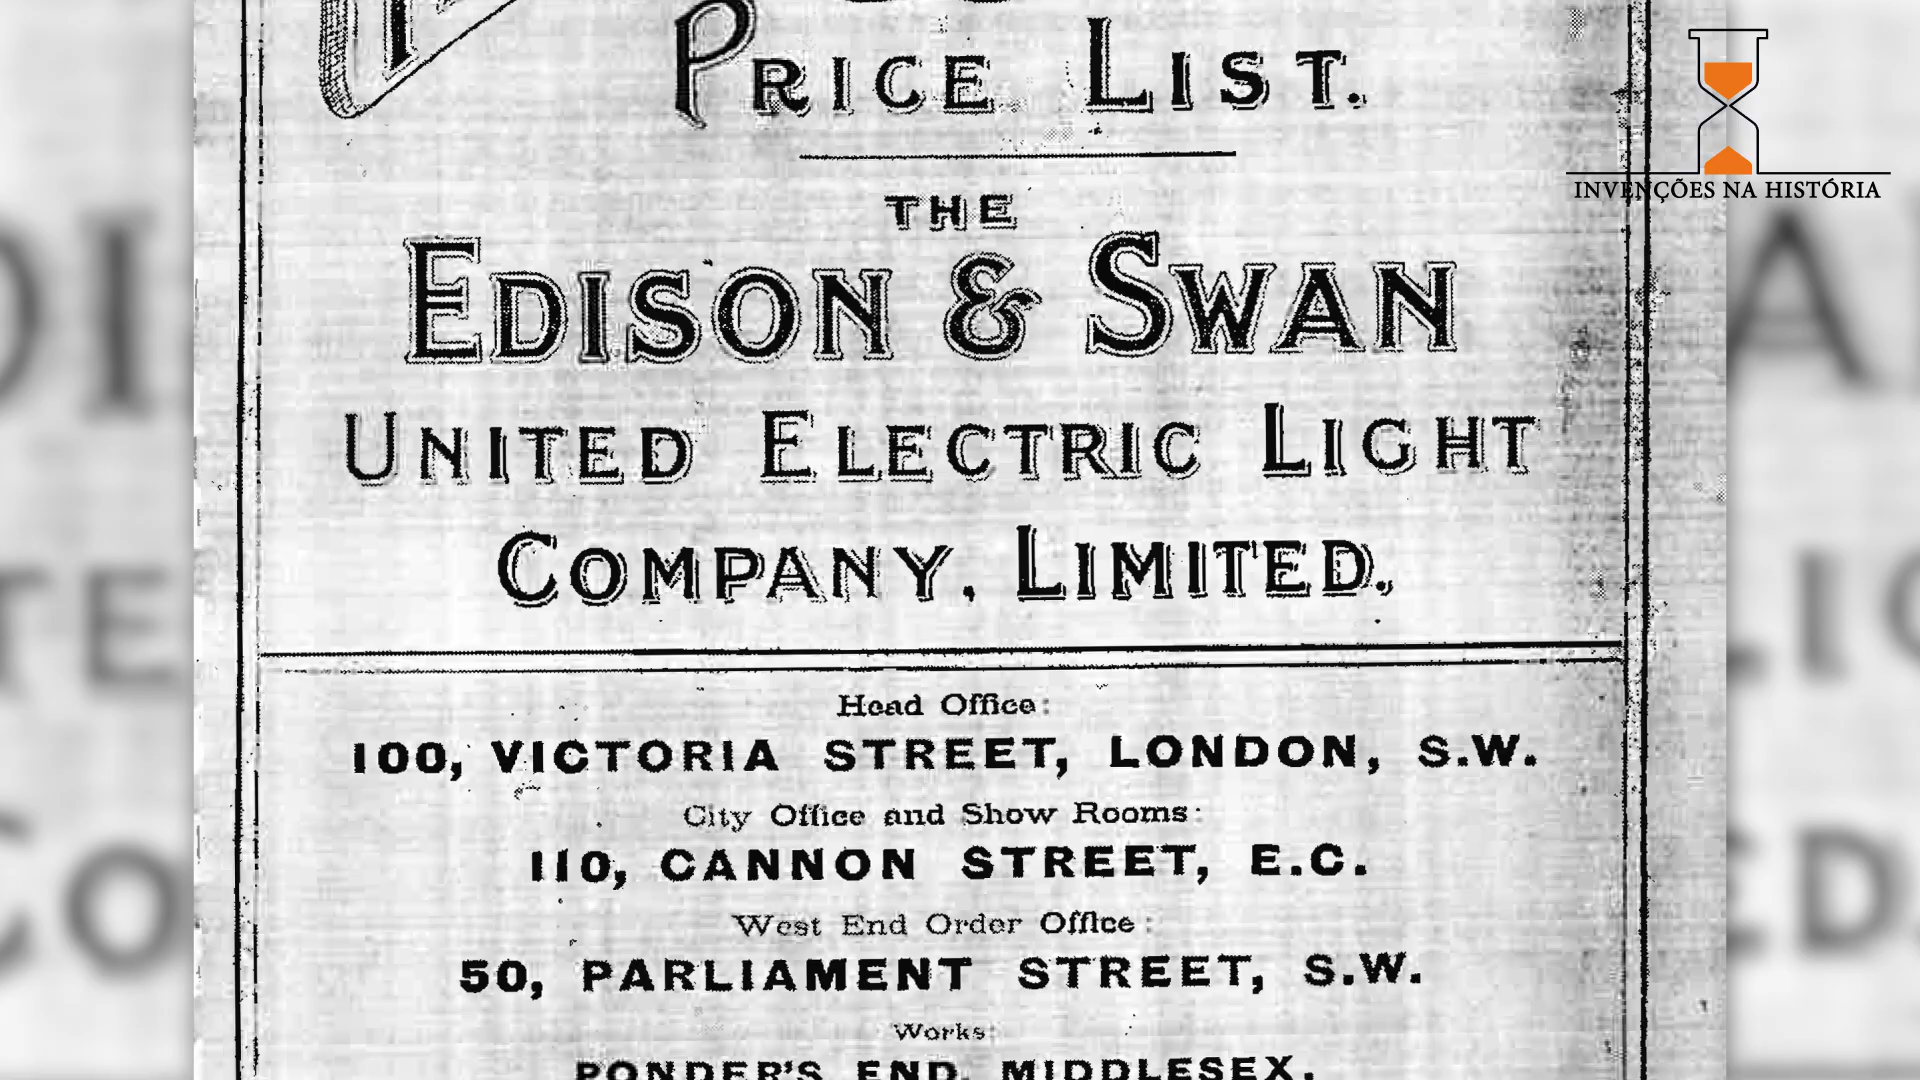 PRICE LIST.
THE
EDISON & SWAN
UNITED ELECTRIC LIGHT
COMPANY, LIMITED.
Head Office:
100, VICTORIA STREET, LONDON, S.W.
City Office and Show Rooms:
110, CANNON STREET, E.C.
West End Order Office:
50, PARLIAMENT STREET, S.W.
Works:
PONDER'S END, MIDDLESEX.
INVENÇÕES NA HISTÓRIA